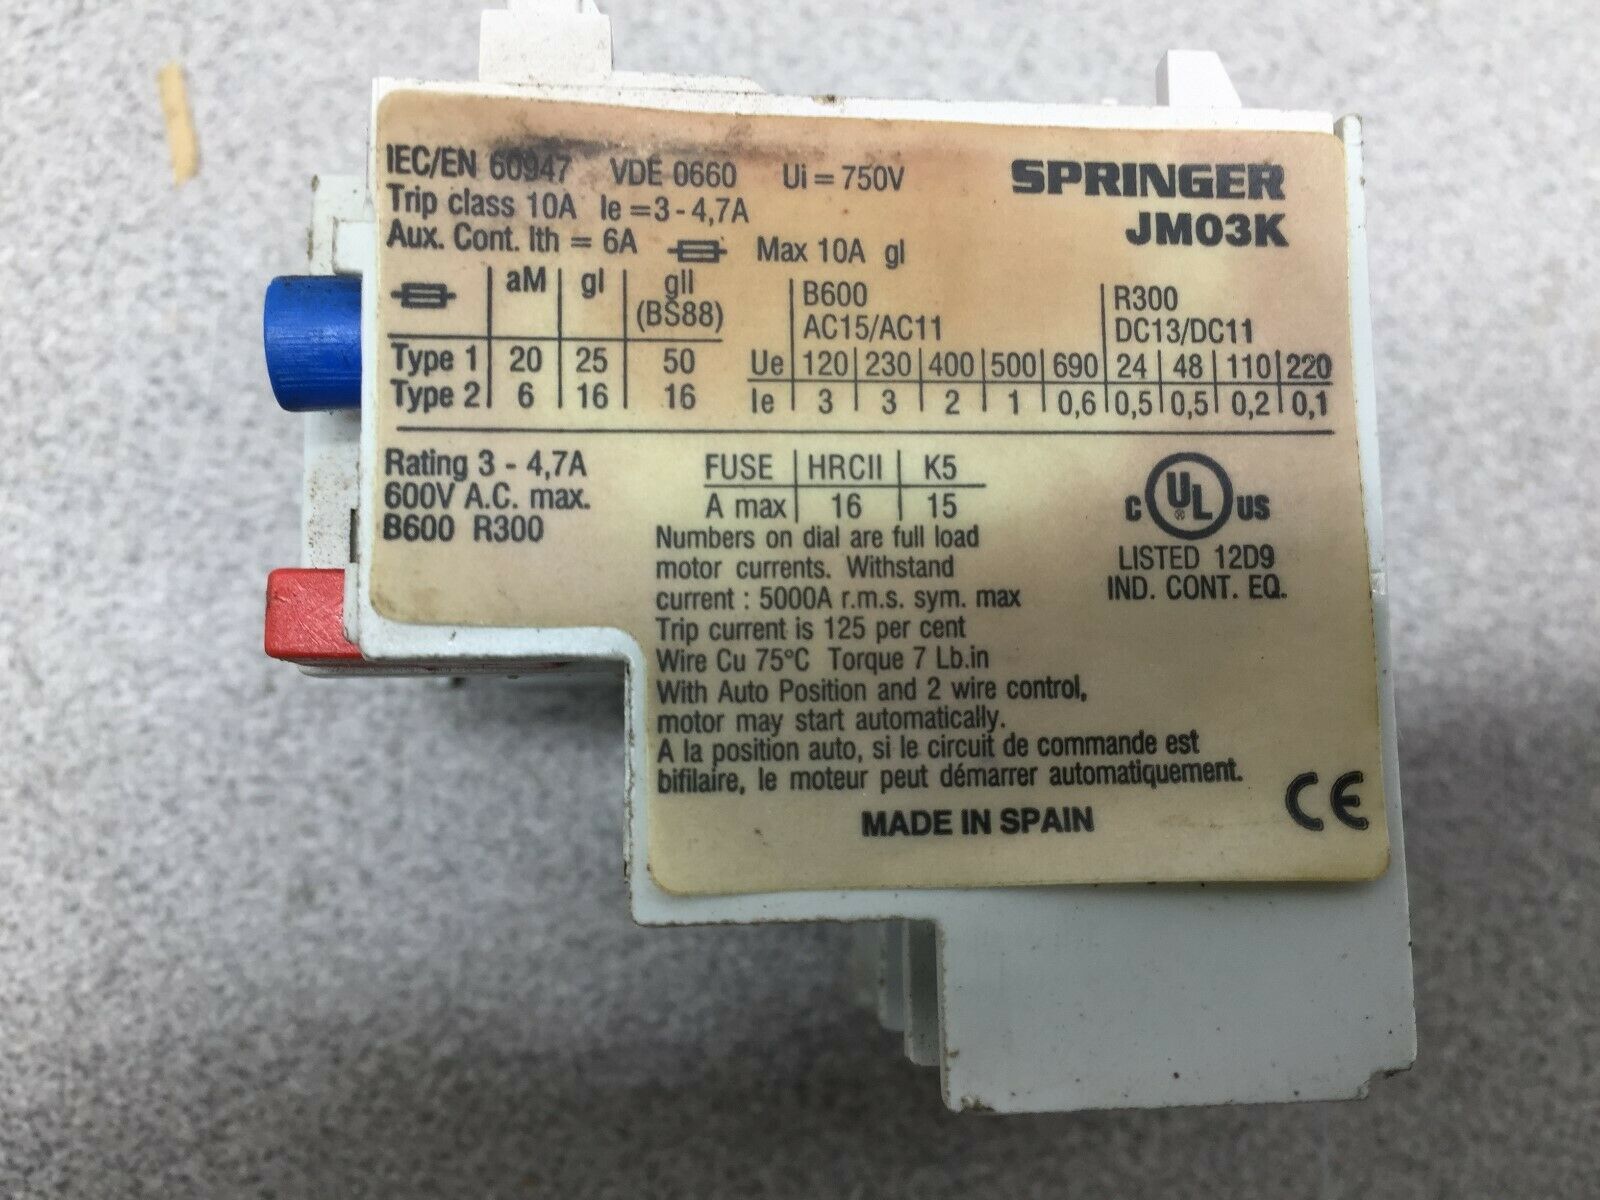 IEC/EN 60947 VDE 0660 Ui = 750V
SPRINGER
JM03K
Trip class 10A Ie = 3 - 4,7A
Aux. Cont. Ith = 6A Max 10A gl
aM gl gII
(BS88)
Type 1 20 25 50
Type 2 6 16 16
B600 R300
AC15/AC11 DC13/DC11
Ue 120 230 400 500 690 24 48 110 220
Ie 3 3 2 1 0,6 0,5 0,5 0,2 0,1
Rating 3 - 4,7A
600V A.C. max.
B600 R300
FUSE HRCII K5
A max 16 15
Numbers on dial are full load
motor currents. Withstand
current : 5000A r.m.s. sym. max
Trip current is 125 per cent
Wire Cu 75°C Torque 7 Lb.in
With Auto Position and 2 wire control,
motor may start automatically.
A la position auto, si le circuit de commande est
bifilaire, le moteur peut démarrer automatiquement.
C UL ® US
LISTED 12D9
IND. CONT. EQ.
MADE IN SPAIN
CE